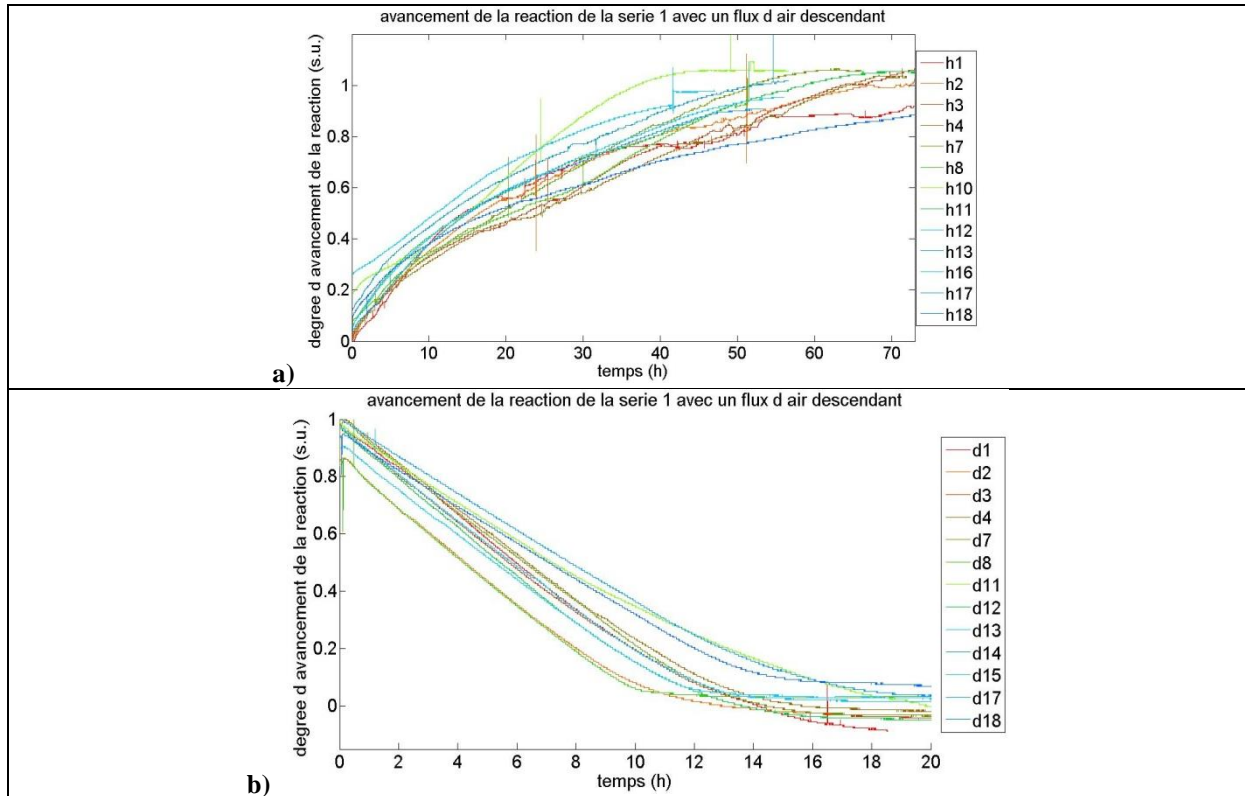 avancement de la reaction de la serie 1 avec un flux d air descendant
degree d avancement de la reaction (s.u.)
1
0.8
0.6
0.4
0.2
0
0 10 20 30 40 50 60 70
temps (h)
h1
h2
h3
h4
h7
h8
h10
h11
h12
h13
h16
h17
h18
a)
avancement de la reaction de la serie 1 avec un flux d air descendant
degree d avancement de la reaction (s.u.)
1
0.8
0.6
0.4
0.2
0
0 2 4 6 8 10 12 14 16 18 20
temps (h)
d1
d2
d3
d4
d7
d8
d11
d12
d13
d14
d15
d17
d18
b)